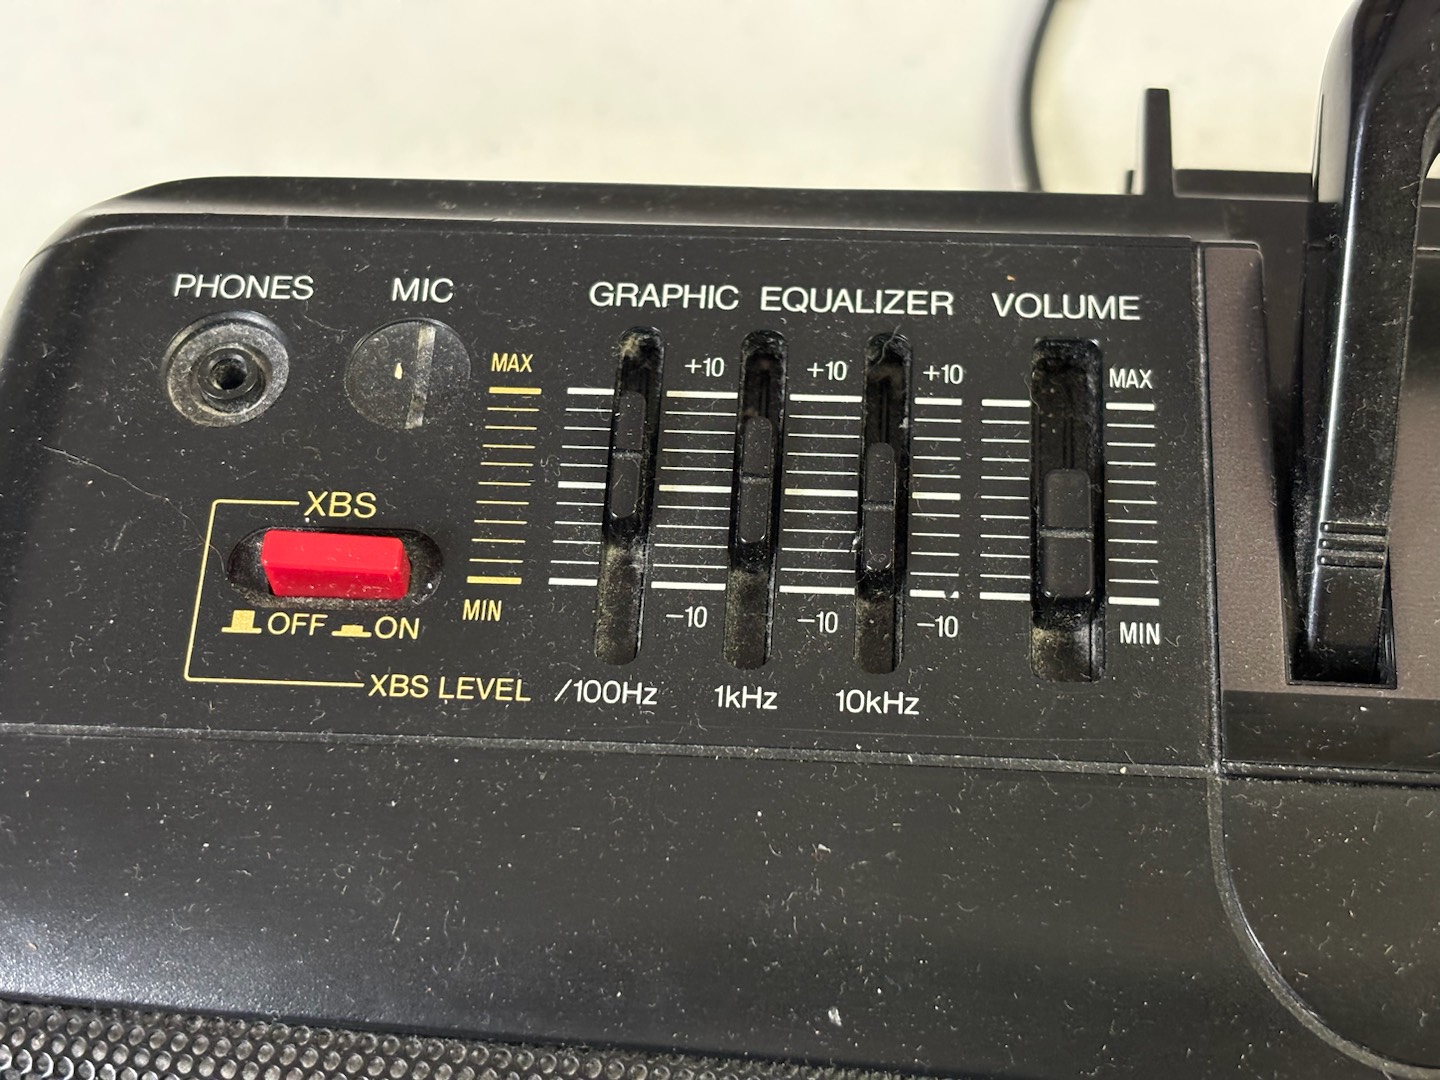 PHONES MIC GRAPHIC EQUALIZER VOLUME
MAX +10 +10 +10 MAX
XBS
OFF ON
MIN -10 -10 -10 MIN
XBS LEVEL /100Hz 1kHz 10kHz